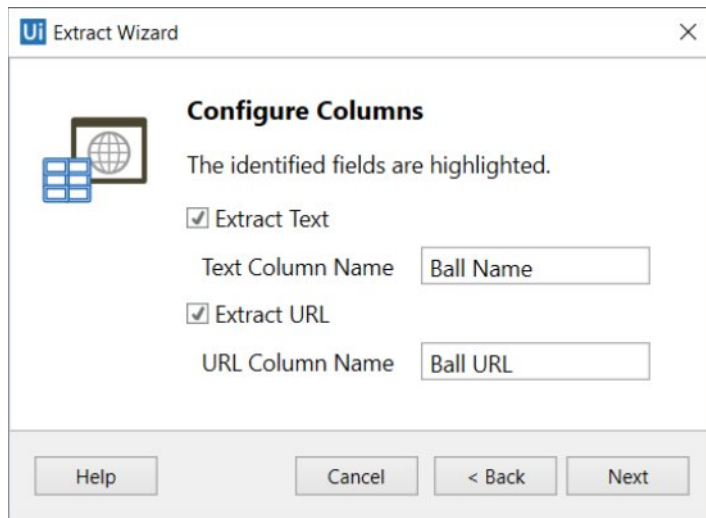 Ui Extract Wizard
Configure Columns
The identified fields are highlighted.
Extract Text
Text Column Name Ball Name
Extract URL
URL Column Name Ball URL
Help Cancel < Back Next